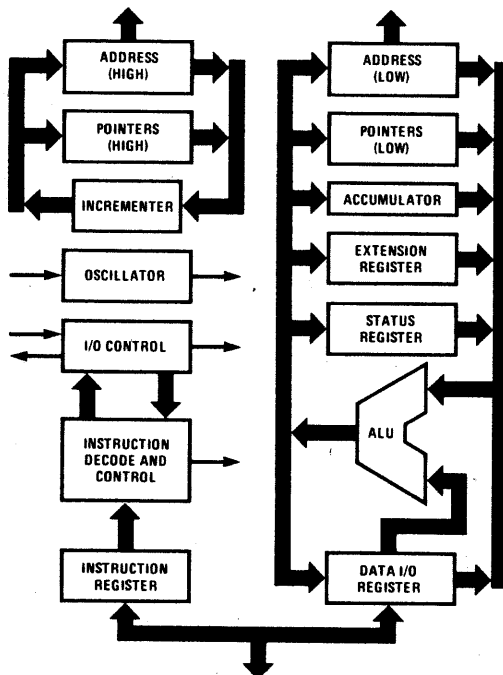 ADDRESS
(HIGH)
POINTERS
(HIGH)
INCREMENTER
OSCILLATOR
I/O CONTROL
INSTRUCTION
DECODE AND
CONTROL
INSTRUCTION
REGISTER
ADDRESS
(LOW)
POINTERS
(LOW)
ACCUMULATOR
EXTENSION
REGISTER
STATUS
REGISTER
ALU
DATA I/O
REGISTER